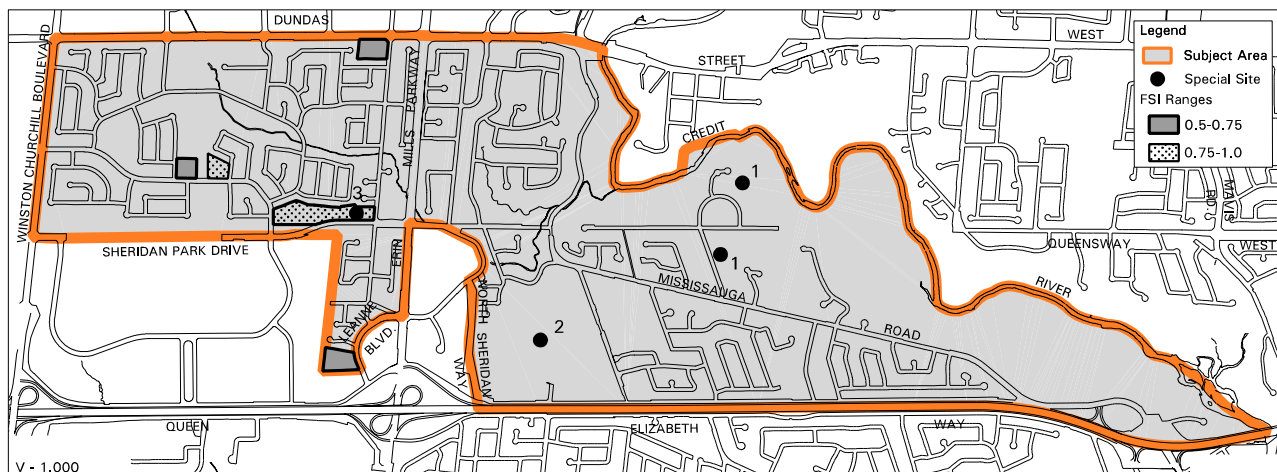 DUNDAS
WEST
STREET
Legend
Subject Area
Special Site
FSI Ranges
0.5-0.75
0.75-1.0
WINSTON CHURCHILL BOULEVARD
MILLS PARKWAY
CREDIT
1
3
MAVIS
RD
SHERIDAN PARK DRIVE
ERIN
QUEENSWAY
WEST
1
MISSISSAUGA
RIVER
NORTH SHERIDAN
WAY
LEANNE
BLVD.
2
ROAD
QUEEN
ELIZABETH
WAY
V - 1.000